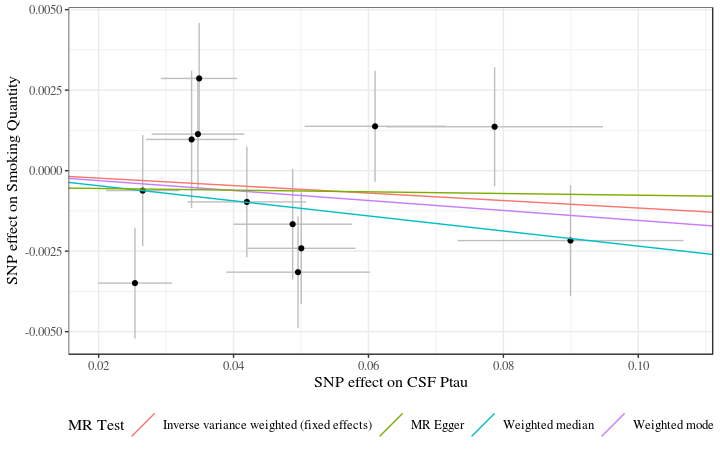 0.0050
0.0025
0.0000
-0.0025
-0.0050
SNP effect on Smoking Quantity
0.02 0.04 0.06 0.08 0.10
SNP effect on CSF Ptau
MR Test Inverse variance weighted (fixed effects) MR Egger Weighted median Weighted mode